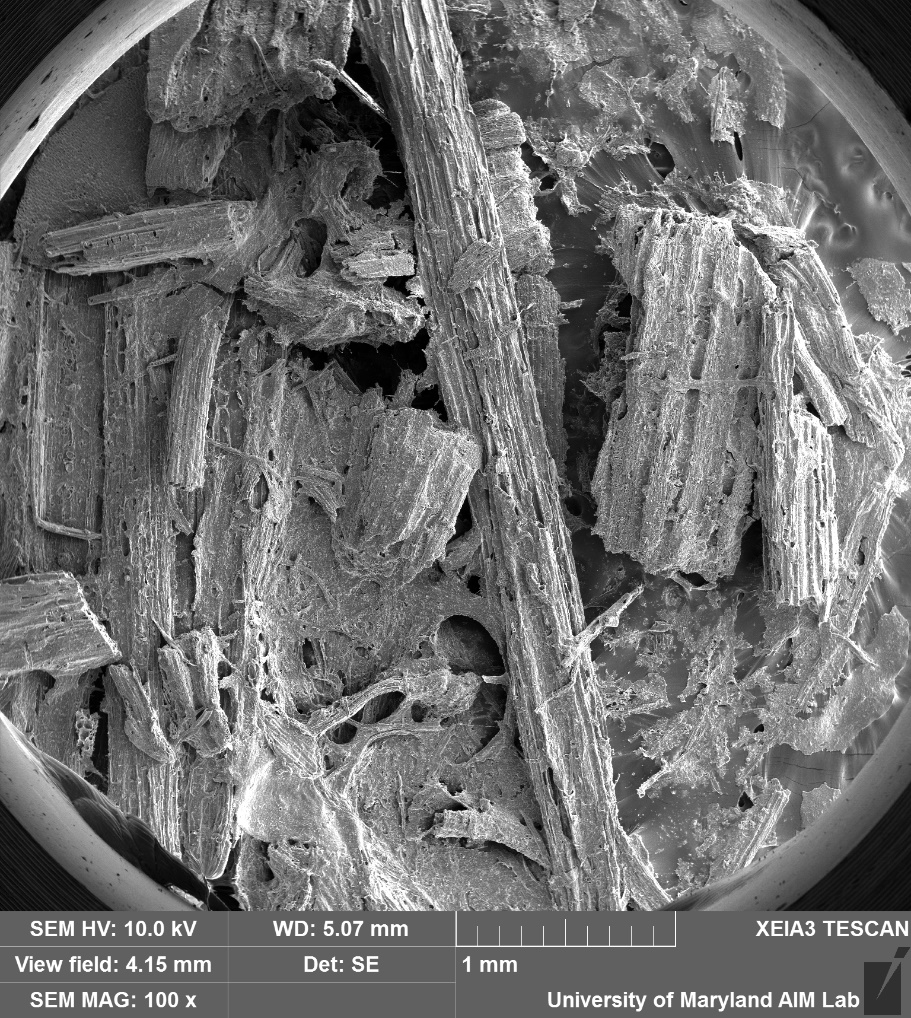 SEM HV: 10.0 kV
WD: 5.07 mm
XEIA3 TESCAN
View field: 4.15 mm
Det: SE
1 mm
SEM MAG: 100 x
University of Maryland AIM Lab